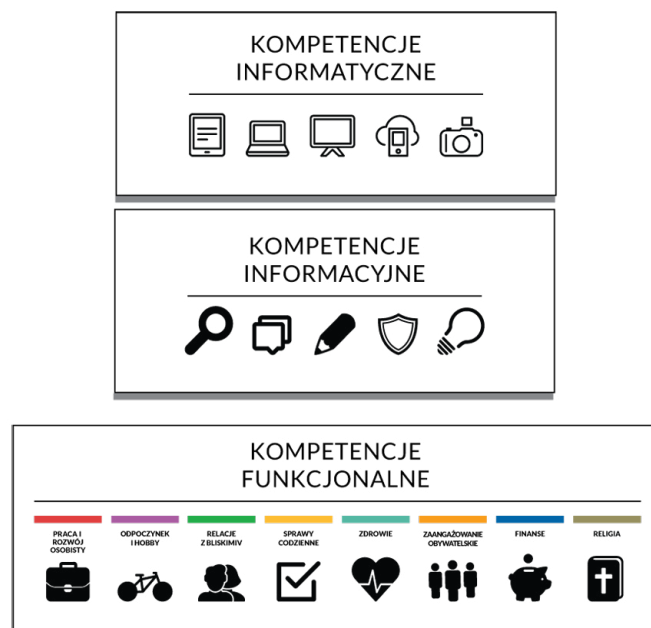 KOMPETENCJE
INFORMATYCZNE
KOMPETENCJE
INFORMACYJNE
KOMPETENCJE
FUNKCJONALNE
PRACA I
ROZWÓJ
OSOBISTY
ODPOCZYNEK
I HOBBY
RELACJE
Z BLISKIMIV
SPRAWY
CODZIENNE
ZDROWIE
ZAANGAŻOWANIE
OBYWATELSKIE
FINANSE
RELIGIA